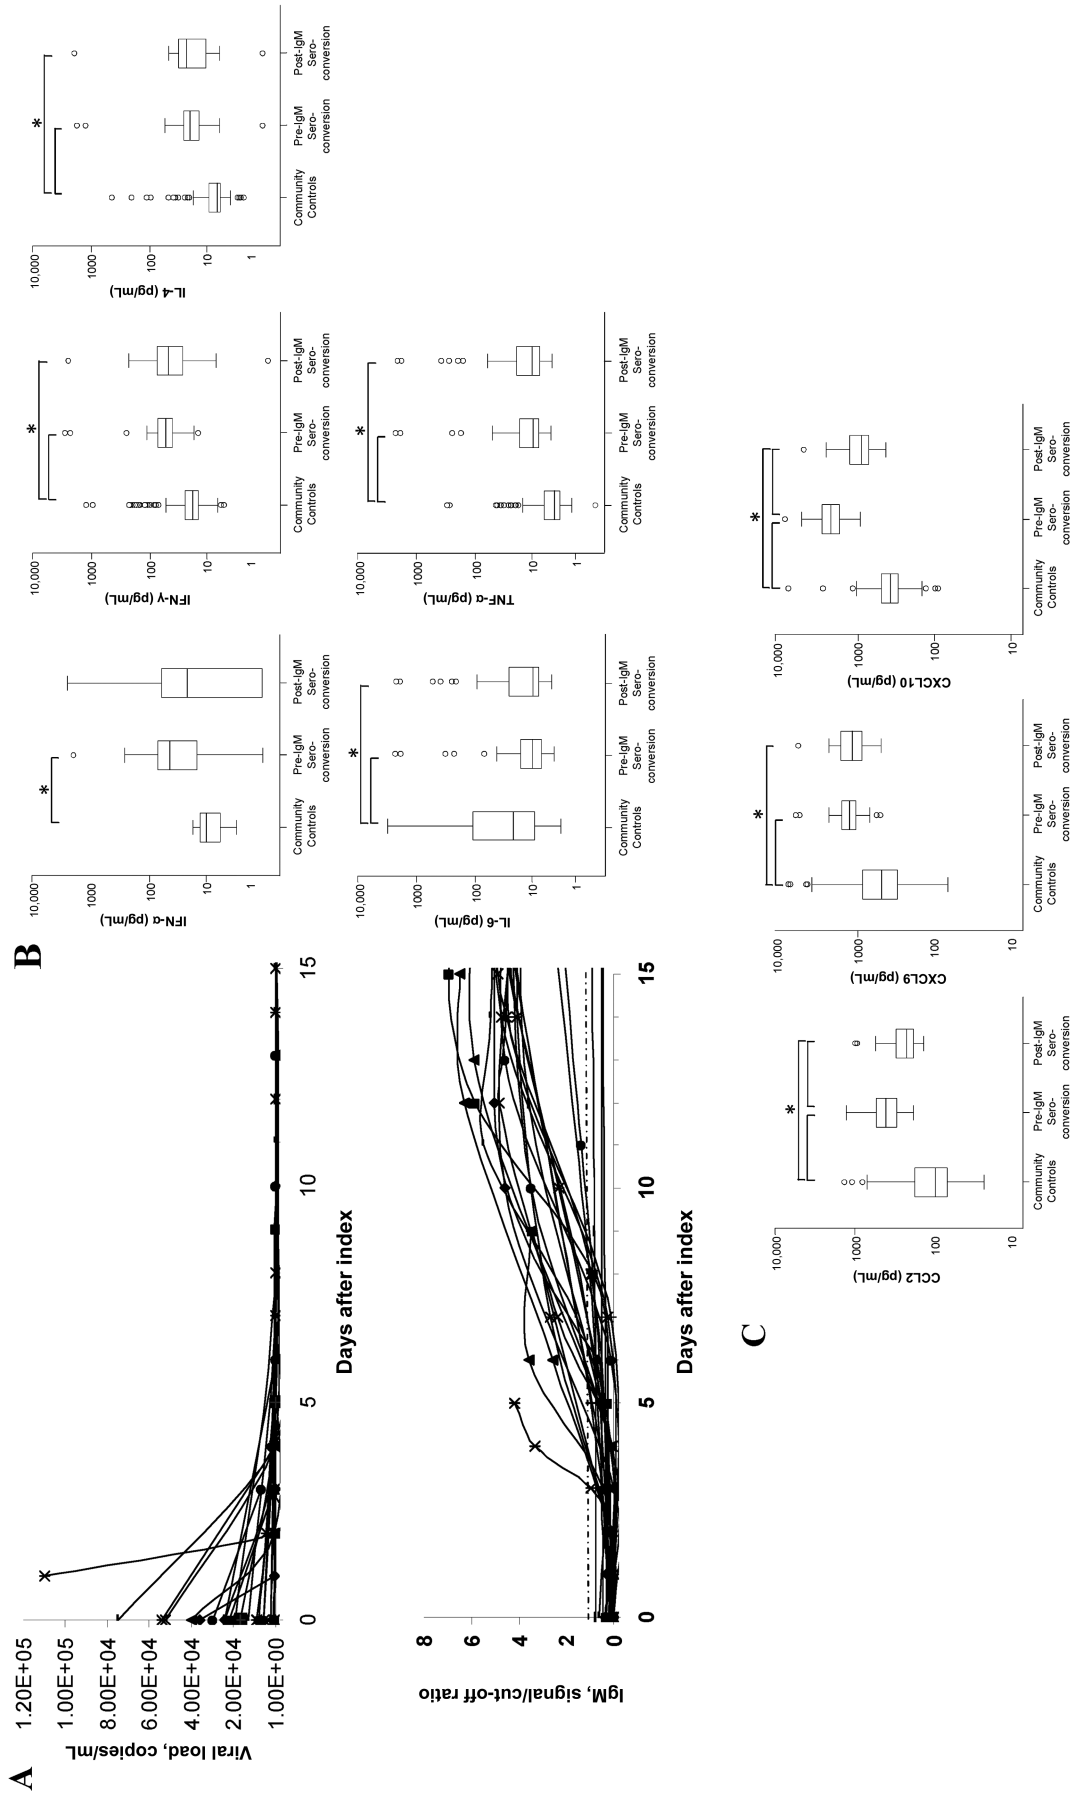 A
1.20E+05
1.00E+05
8.00E+04
6.00E+04
4.00E+04
2.00E+04
1.00E+00
Viral load, copies/mL
0
5
10
15
Days after index
8
6
4
2
0
IgM, signal/cut-off ratio
0
5
10
15
Days after index
B
10,000
1000
100
10
1
IFN-α (pg/mL)
*
Community
Controls
Pre-IgM
Sero-
conversion
Post-IgM
Sero-
conversion
10,000
1000
100
10
1
IFN-γ (pg/mL)
*
Community
Controls
Pre-IgM
Sero-
conversion
Post-IgM
Sero-
conversion
10,000
1000
100
10
1
IL-4 (pg/mL)
*
Community
Controls
Pre-IgM
Sero-
conversion
Post-IgM
Sero-
conversion
10,000
1000
100
10
1
IL-6 (pg/mL)
*
Community
Controls
Pre-IgM
Sero-
conversion
Post-IgM
Sero-
conversion
10,000
1000
100
10
1
TNF-α (pg/mL)
*
Community
Controls
Pre-IgM
Sero-
conversion
Post-IgM
Sero-
conversion
C
10,000
1000
100
10
CCL2 (pg/mL)
*
Community
Controls
Pre-IgM
Sero-
conversion
Post-IgM
Sero-
conversion
10,000
1000
100
10
CXCL9 (pg/mL)
*
Community
Controls
Pre-IgM
Sero-
conversion
Post-IgM
Sero-
conversion
10,000
1000
100
10
CXCL10 (pg/mL)
*
Community
Controls
Pre-IgM
Sero-
conversion
Post-IgM
Sero-
conversion